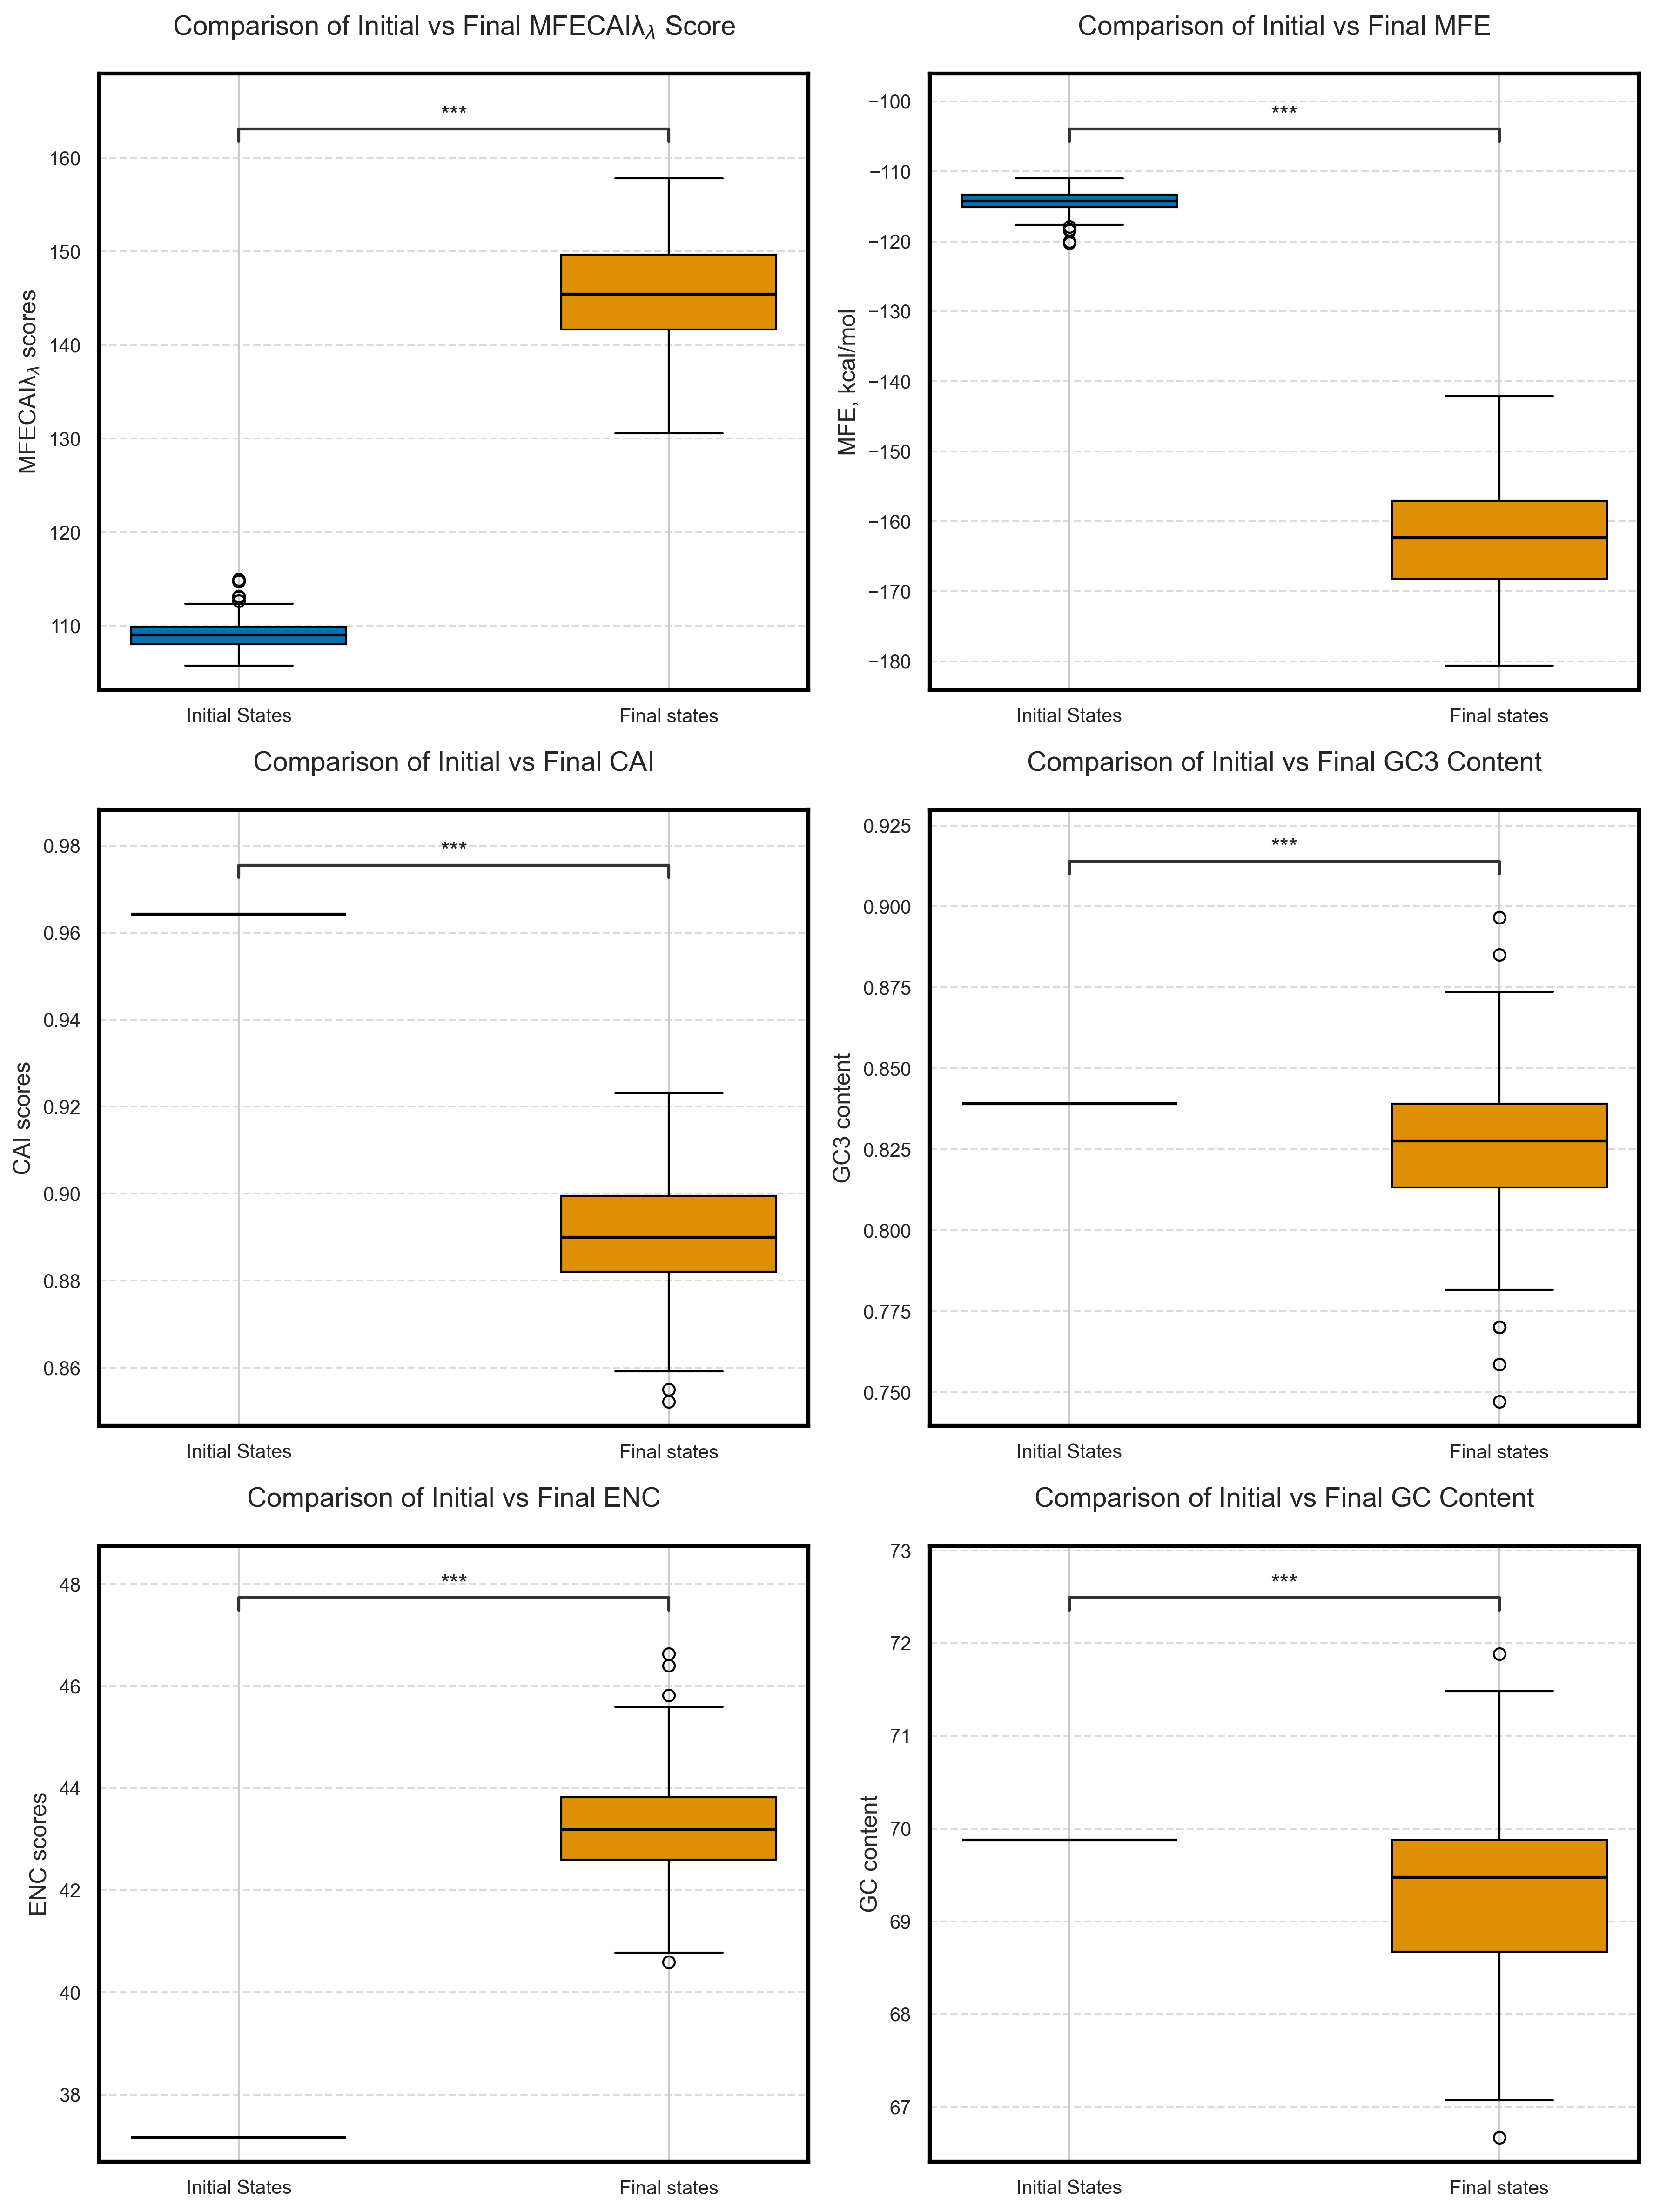 Comparison of Initial vs Final MFECAIλλ Score
MFECAIλλ scores
160
150
140
130
120
110
***
Initial States
Final states
Comparison of Initial vs Final MFE
MFE, kcal/mol
−100
−110
−120
−130
−140
−150
−160
−170
−180
***
Initial States
Final states
Comparison of Initial vs Final CAI
CAI scores
0.98
0.96
0.94
0.92
0.90
0.88
0.86
***
Initial States
Final states
Comparison of Initial vs Final GC3 Content
GC3 content
0.925
0.900
0.875
0.850
0.825
0.800
0.775
0.750
***
Initial States
Final states
Comparison of Initial vs Final ENC
ENC scores
48
46
44
42
40
38
***
Initial States
Final states
Comparison of Initial vs Final GC Content
GC content
73
72
71
70
69
68
67
***
Initial States
Final states